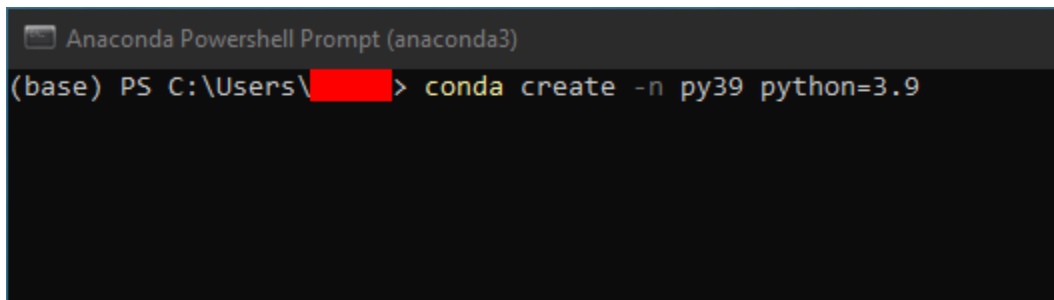 Anaconda Powershell Prompt (anaconda3)
(base) PS C:\Users\ > conda create -n py39 python=3.9